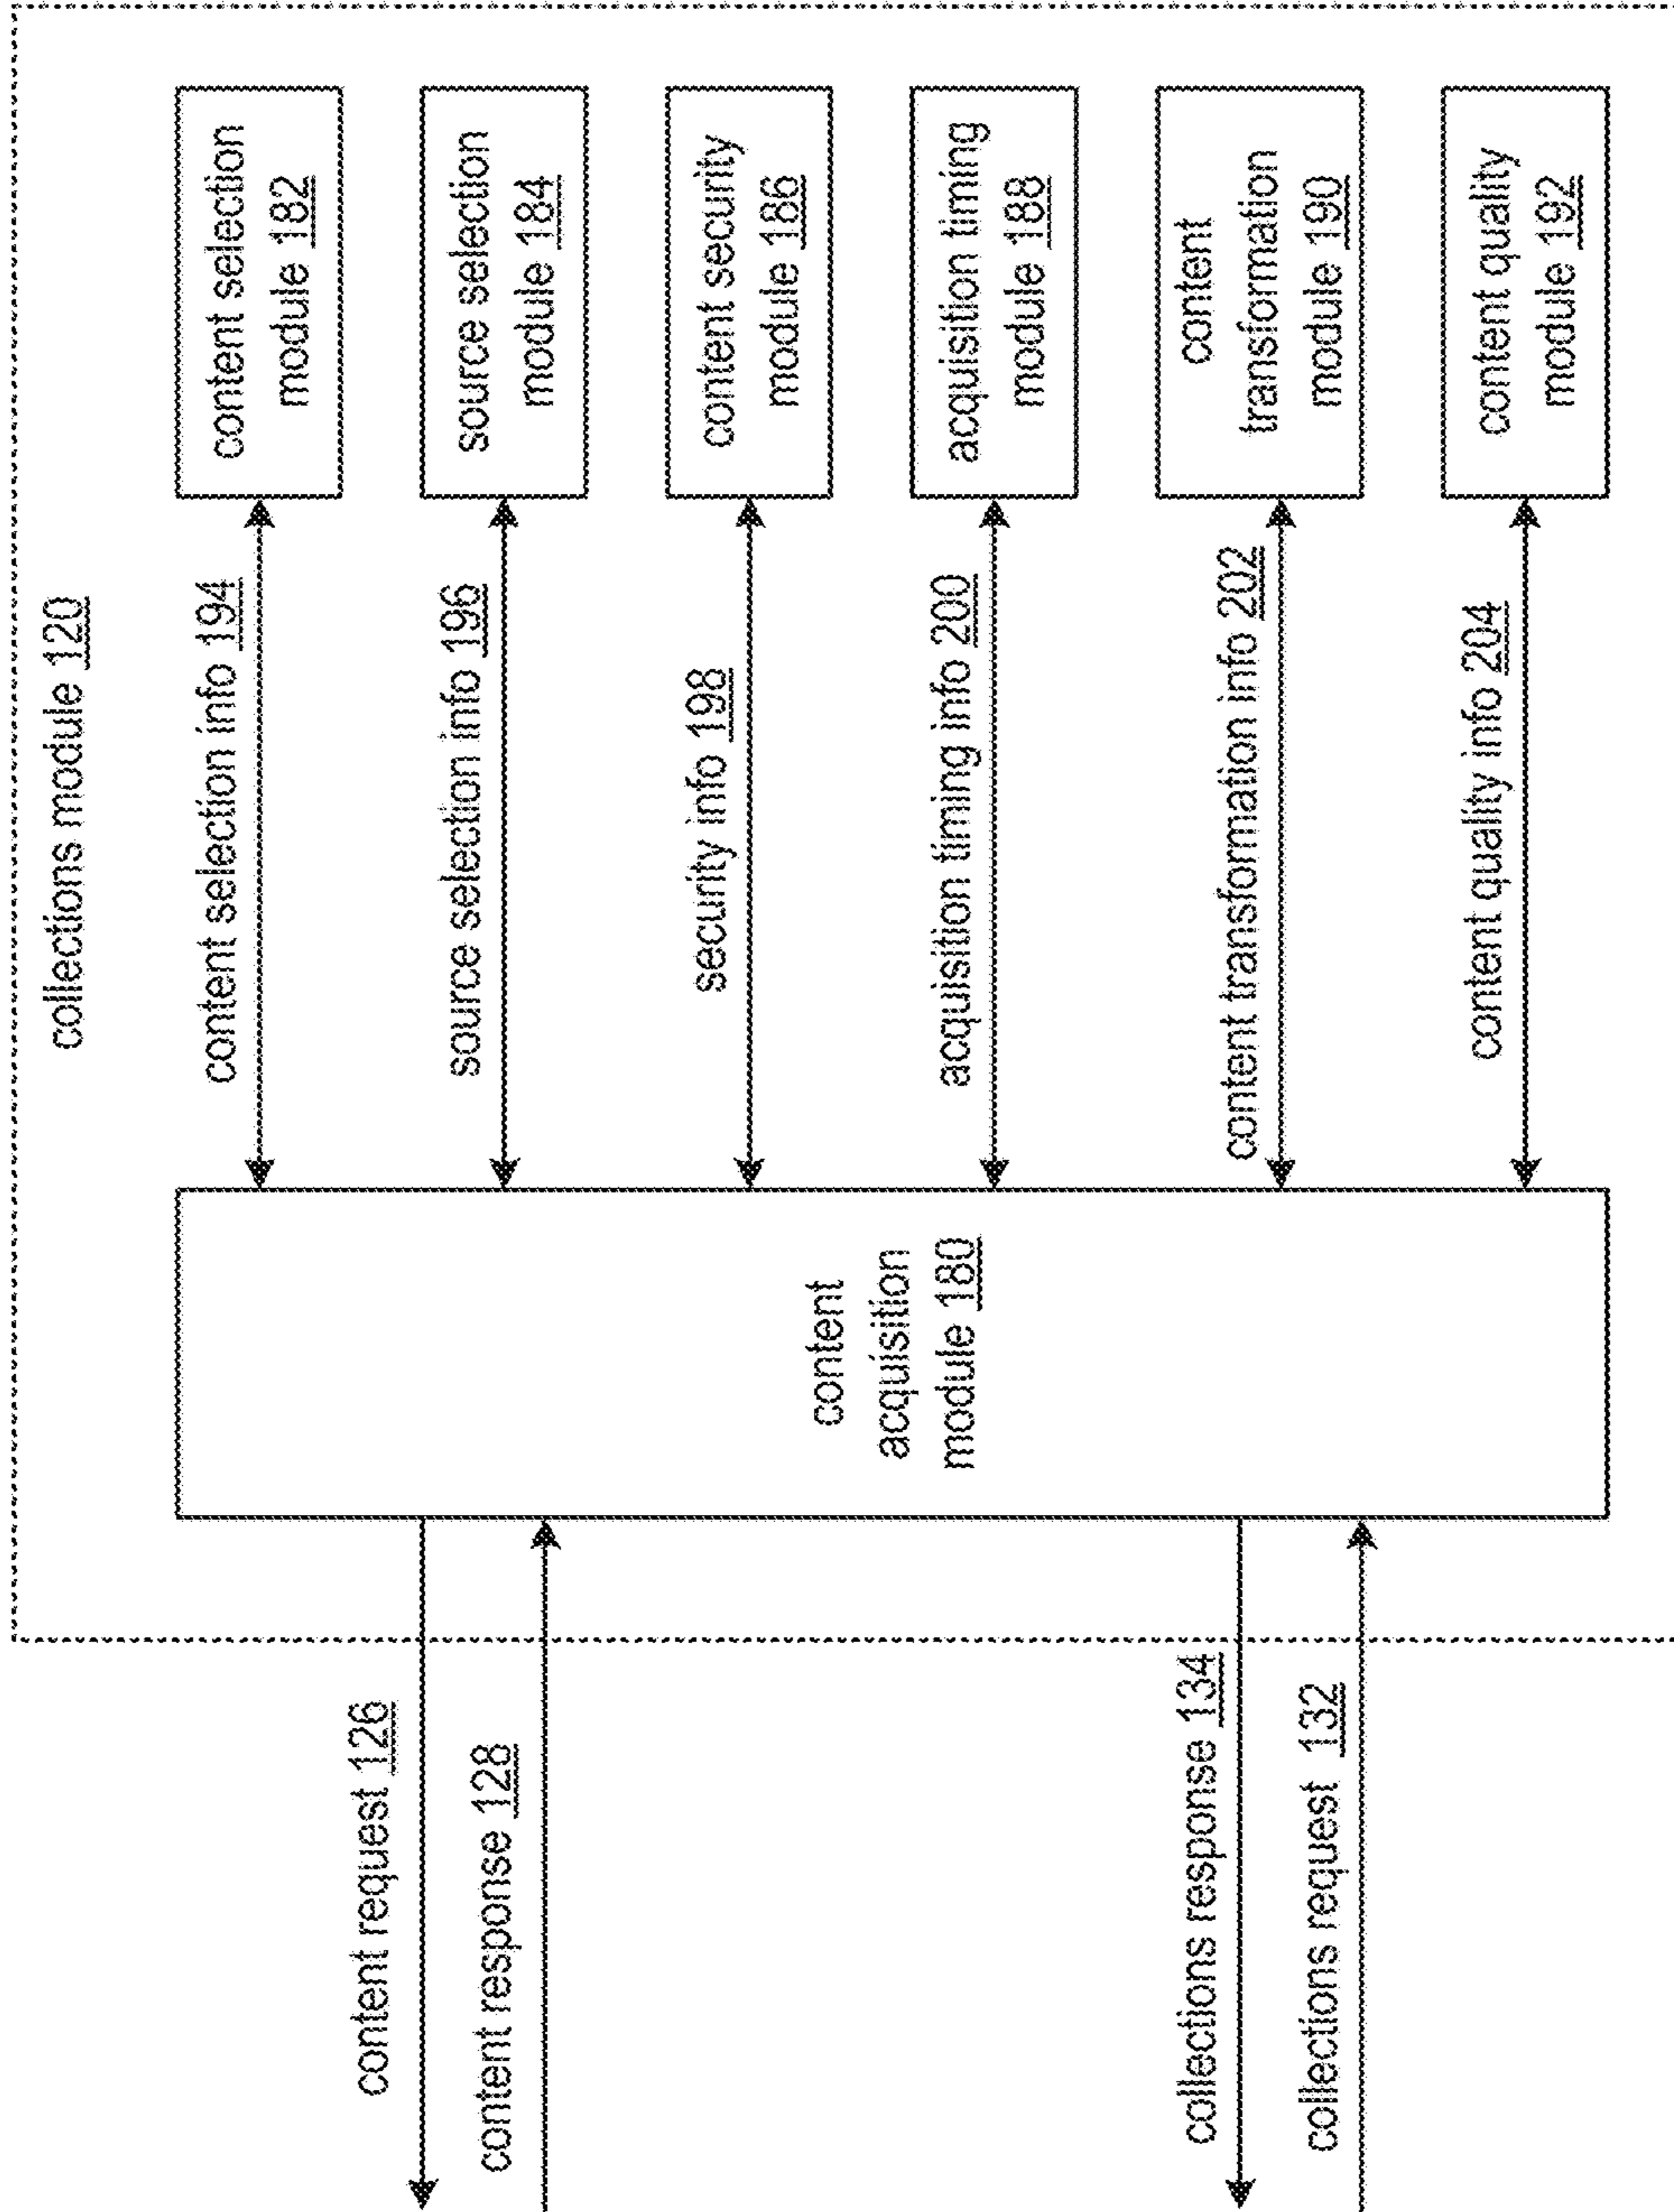 collections module 120
content request 126
content response 128
collections response 134
collections request 132
content
acquisition
module 180
content selection info 194
source selection info 196
security info 198
acquisition timing info 200
content transformation info 202
content quality info 204
content selection
module 182
source selection
module 184
content security
module 186
acquisition timing
module 188
content
transformation
module 190
content quality
module 192